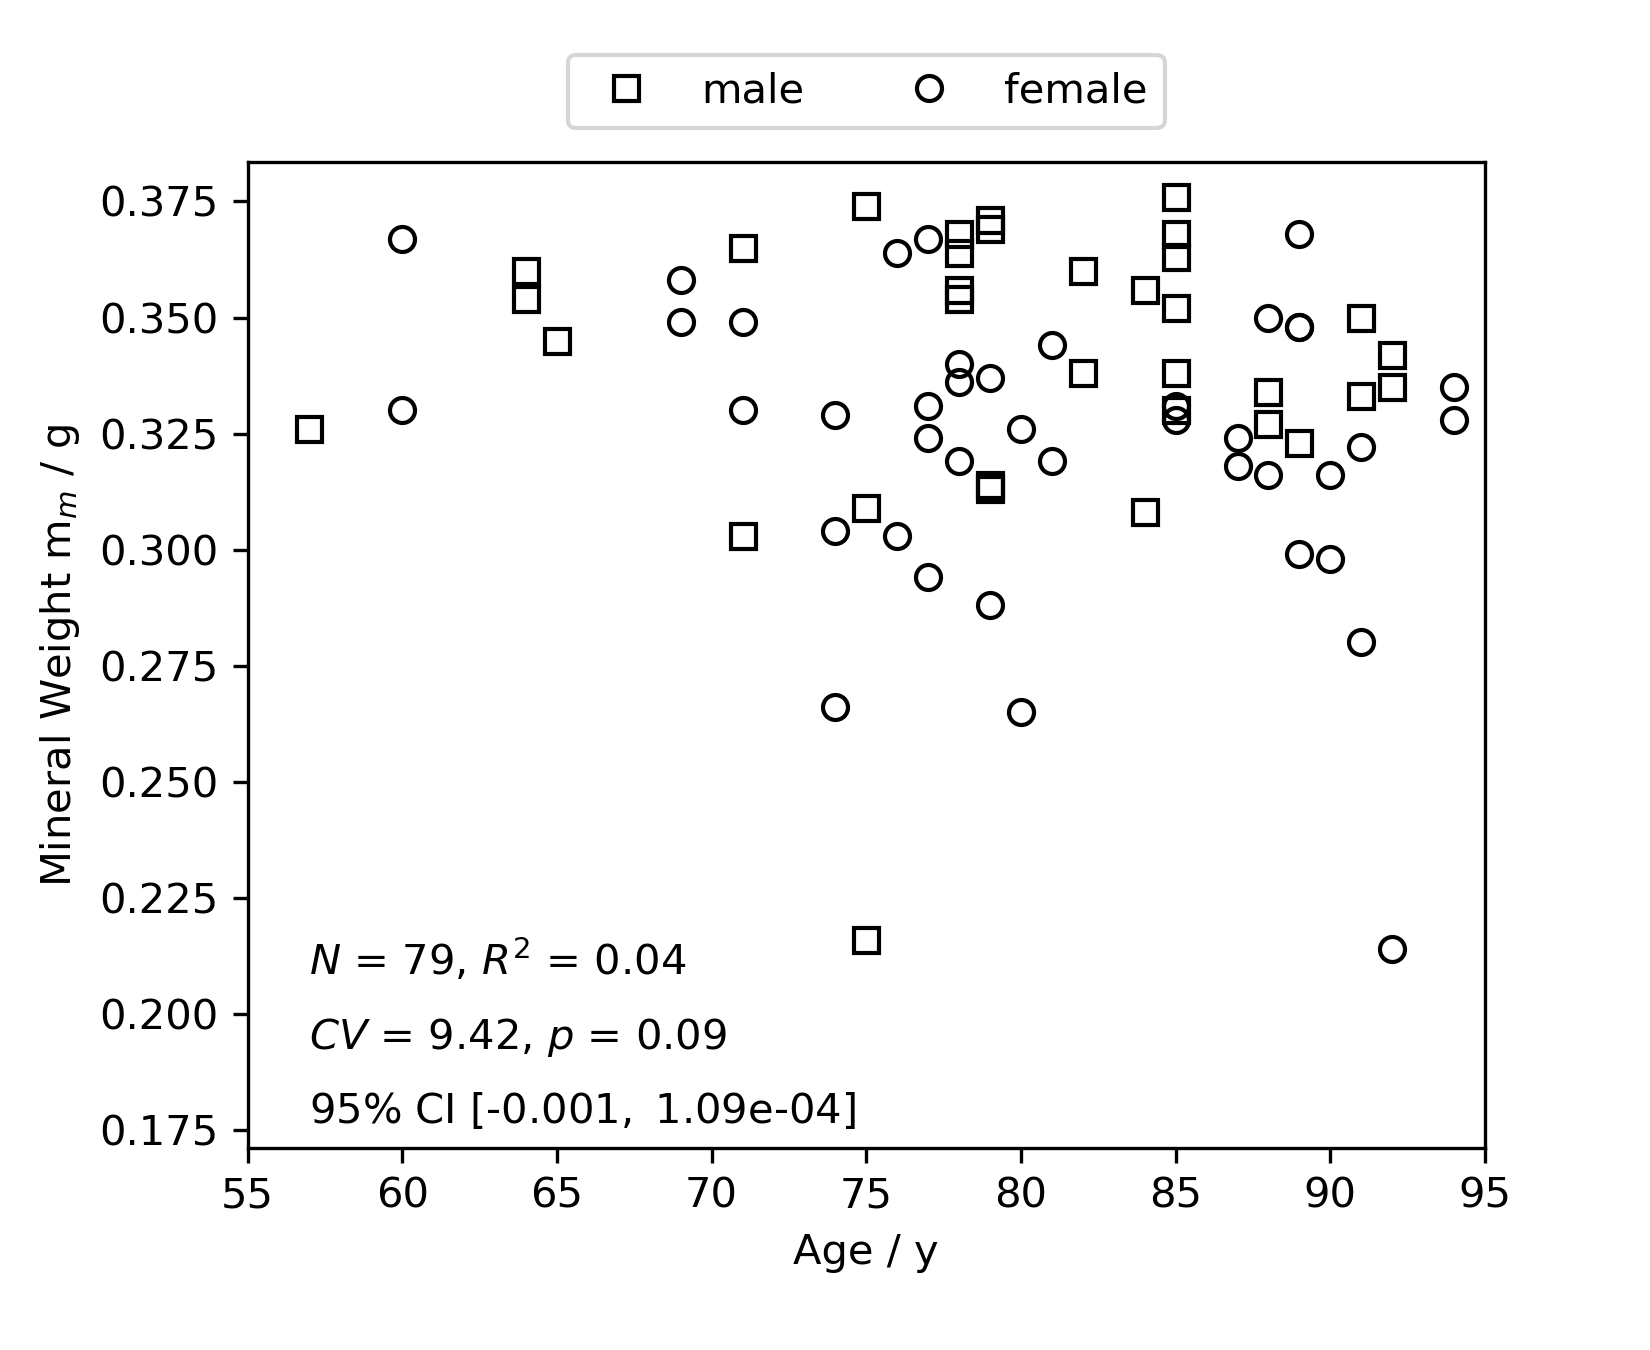 male female
0.375
0.350
0.325
0.300
0.275
0.250
0.225
0.200
0.175
Mineral Weight mₘ / g
N = 79, R² = 0.04
CV = 9.42, p = 0.09
95% CI [-0.001, 1.09e-04]
55 60 65 70 75 80 85 90 95
Age / y